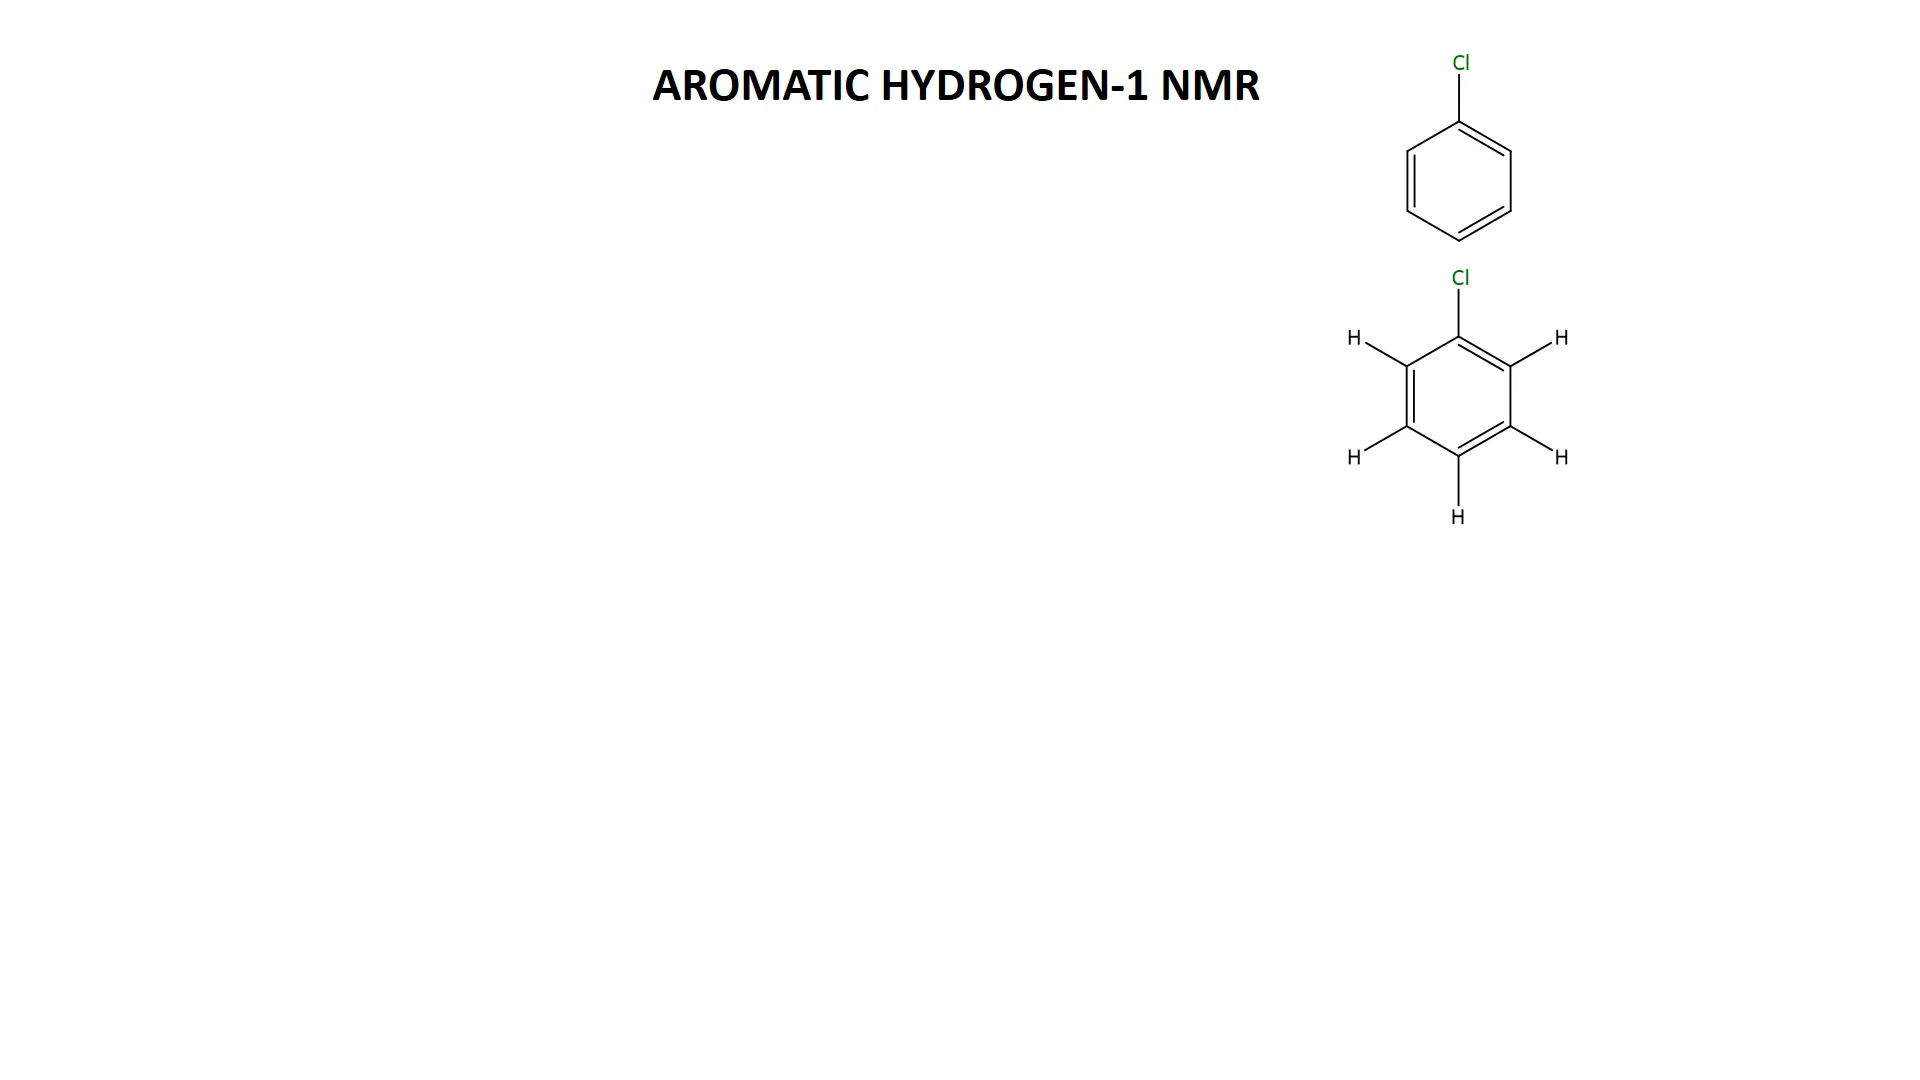 AROMATIC HYDROGEN-1 NMR
Cl
Cl
H H
H H
H